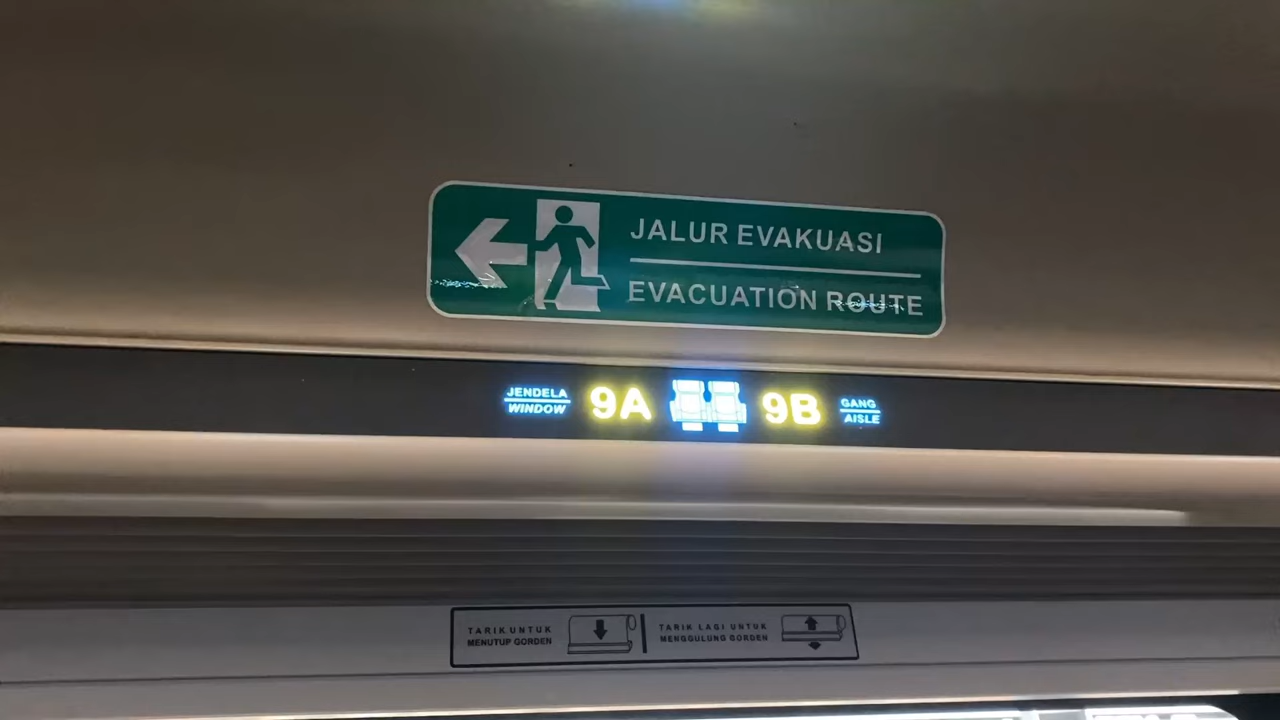 JALUR EVAKUASI
EVACUATION ROUTE
JENDELA
WINDOW
9A
9B
GANG
AISLE
TARIK UNTUK
MENUTUP GORDEN
TARIK LAGI UNTUK
MENGGULUNG GORDEN